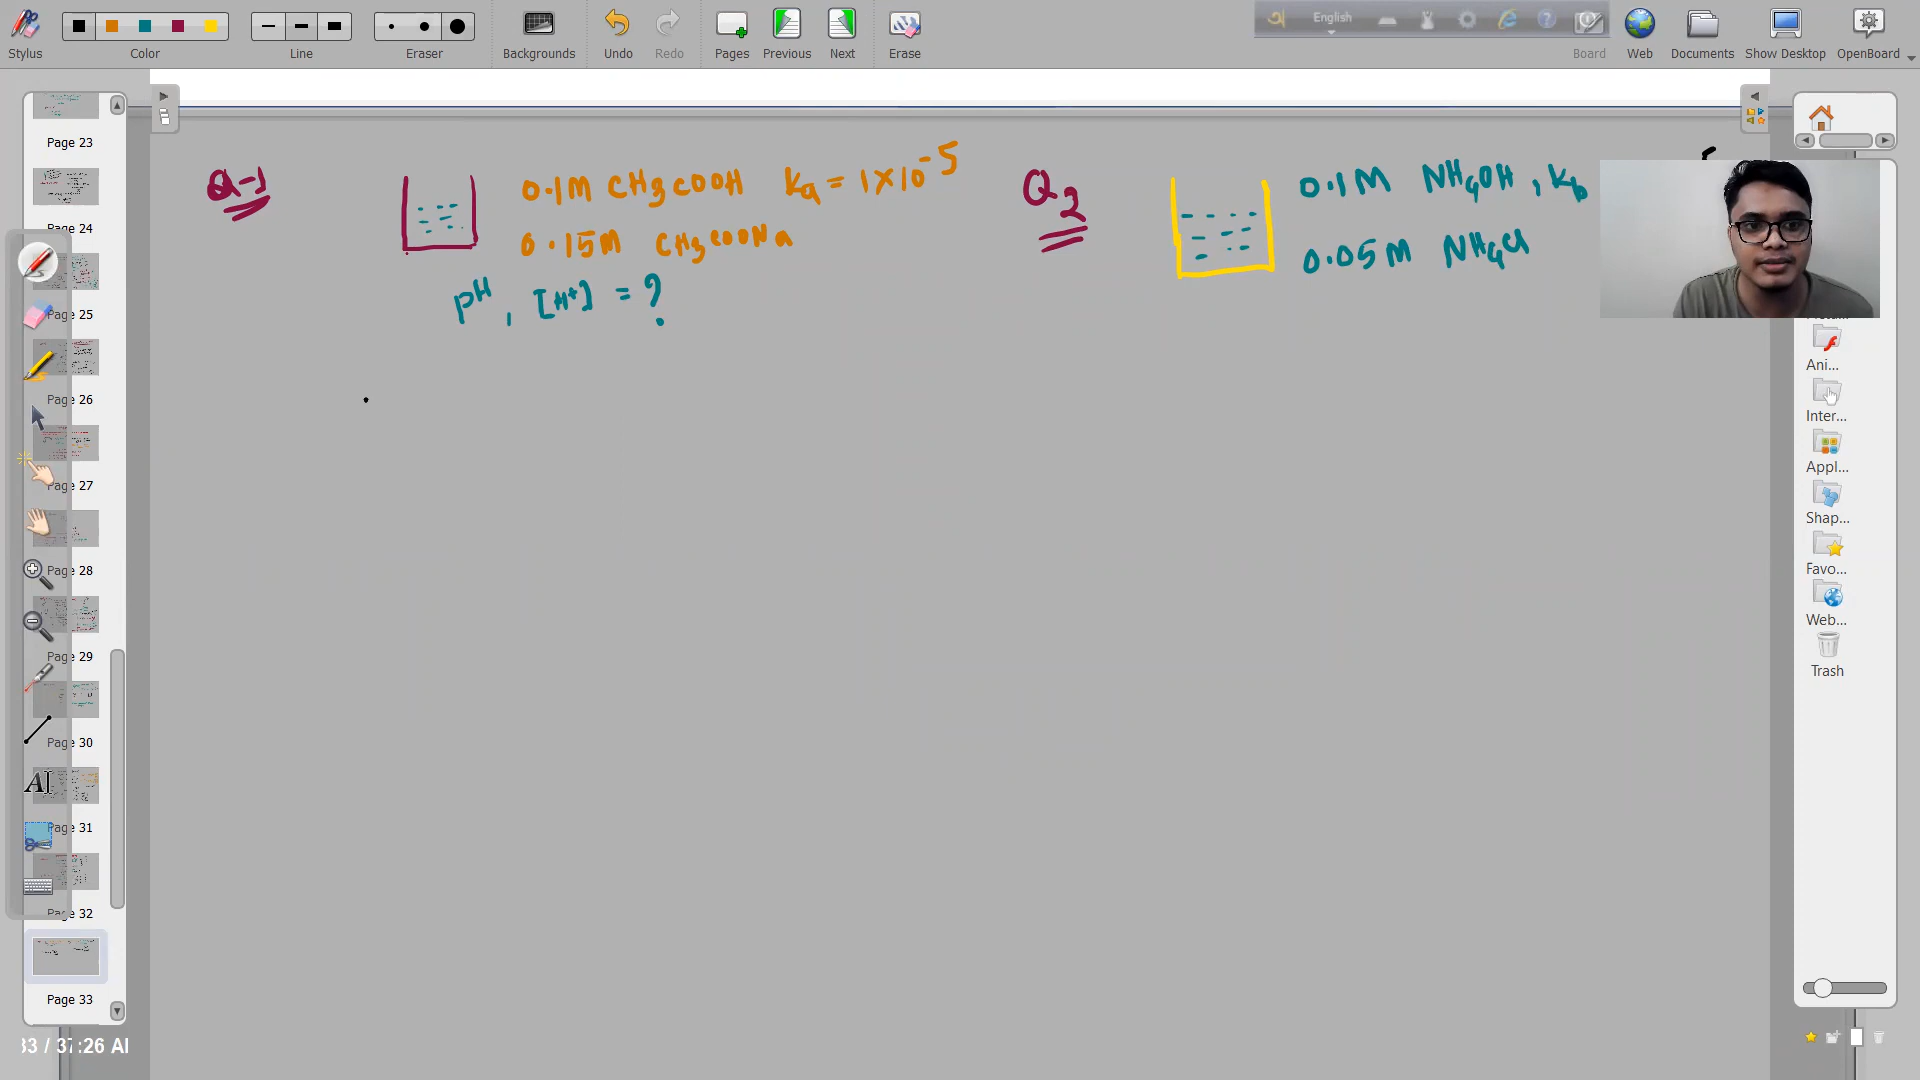 Stylus
Color
Line
Eraser
Backgrounds
Undo
Redo
Pages
Previous
Next
Erase
English
Board
Web
Documents
Show Desktop
OpenBoard
Page 23
Page 24
Page 25
Page 26
Page 27
Page 28
Page 29
Page 30
Page 31
Page 32
Page 33
Q-1
0.1M CH3COOH Ka = 1×10⁻⁵
0.15M CH3COONa
pH, [H⁺] = ?
Q2
0.1M NH4OH, Kb
0.05M NH4Cl
Ani...
Inter...
Appl...
Shap...
Favo...
Web...
Trash